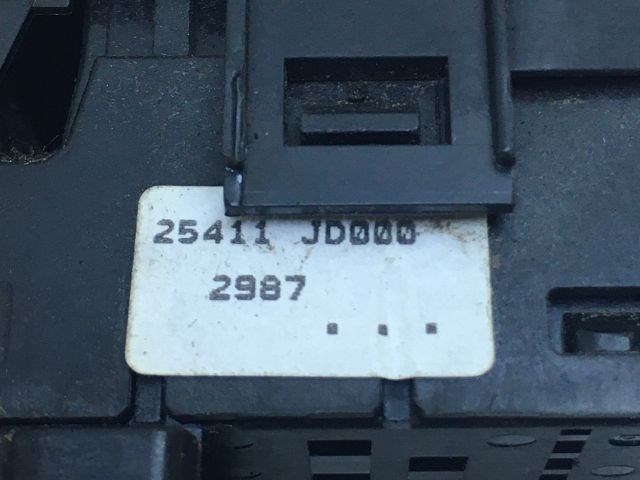 25411 JD000
2987
. . .